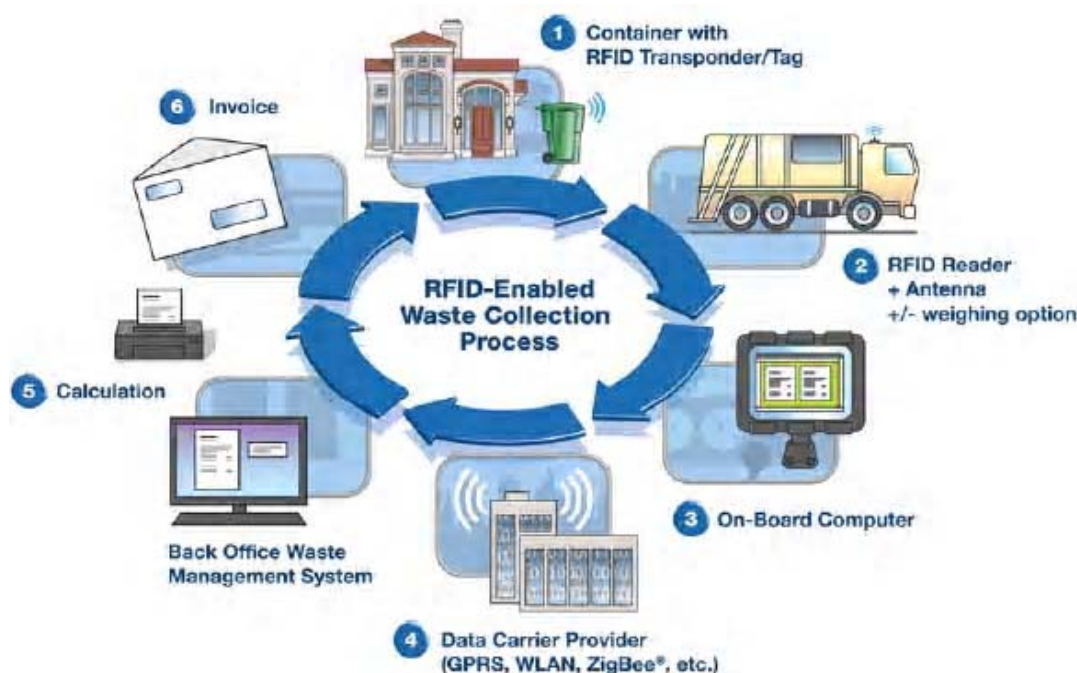 1 Container with
RFID Transponder/Tag
6 Invoice
RFID-Enabled
Waste Collection
Process
2 RFID Reader
+ Antenna
+/- weighing option
5 Calculation
3 On-Board Computer
Back Office Waste
Management System
4 Data Carrier Provider
(GPRS, WLAN, ZigBee®, etc.)